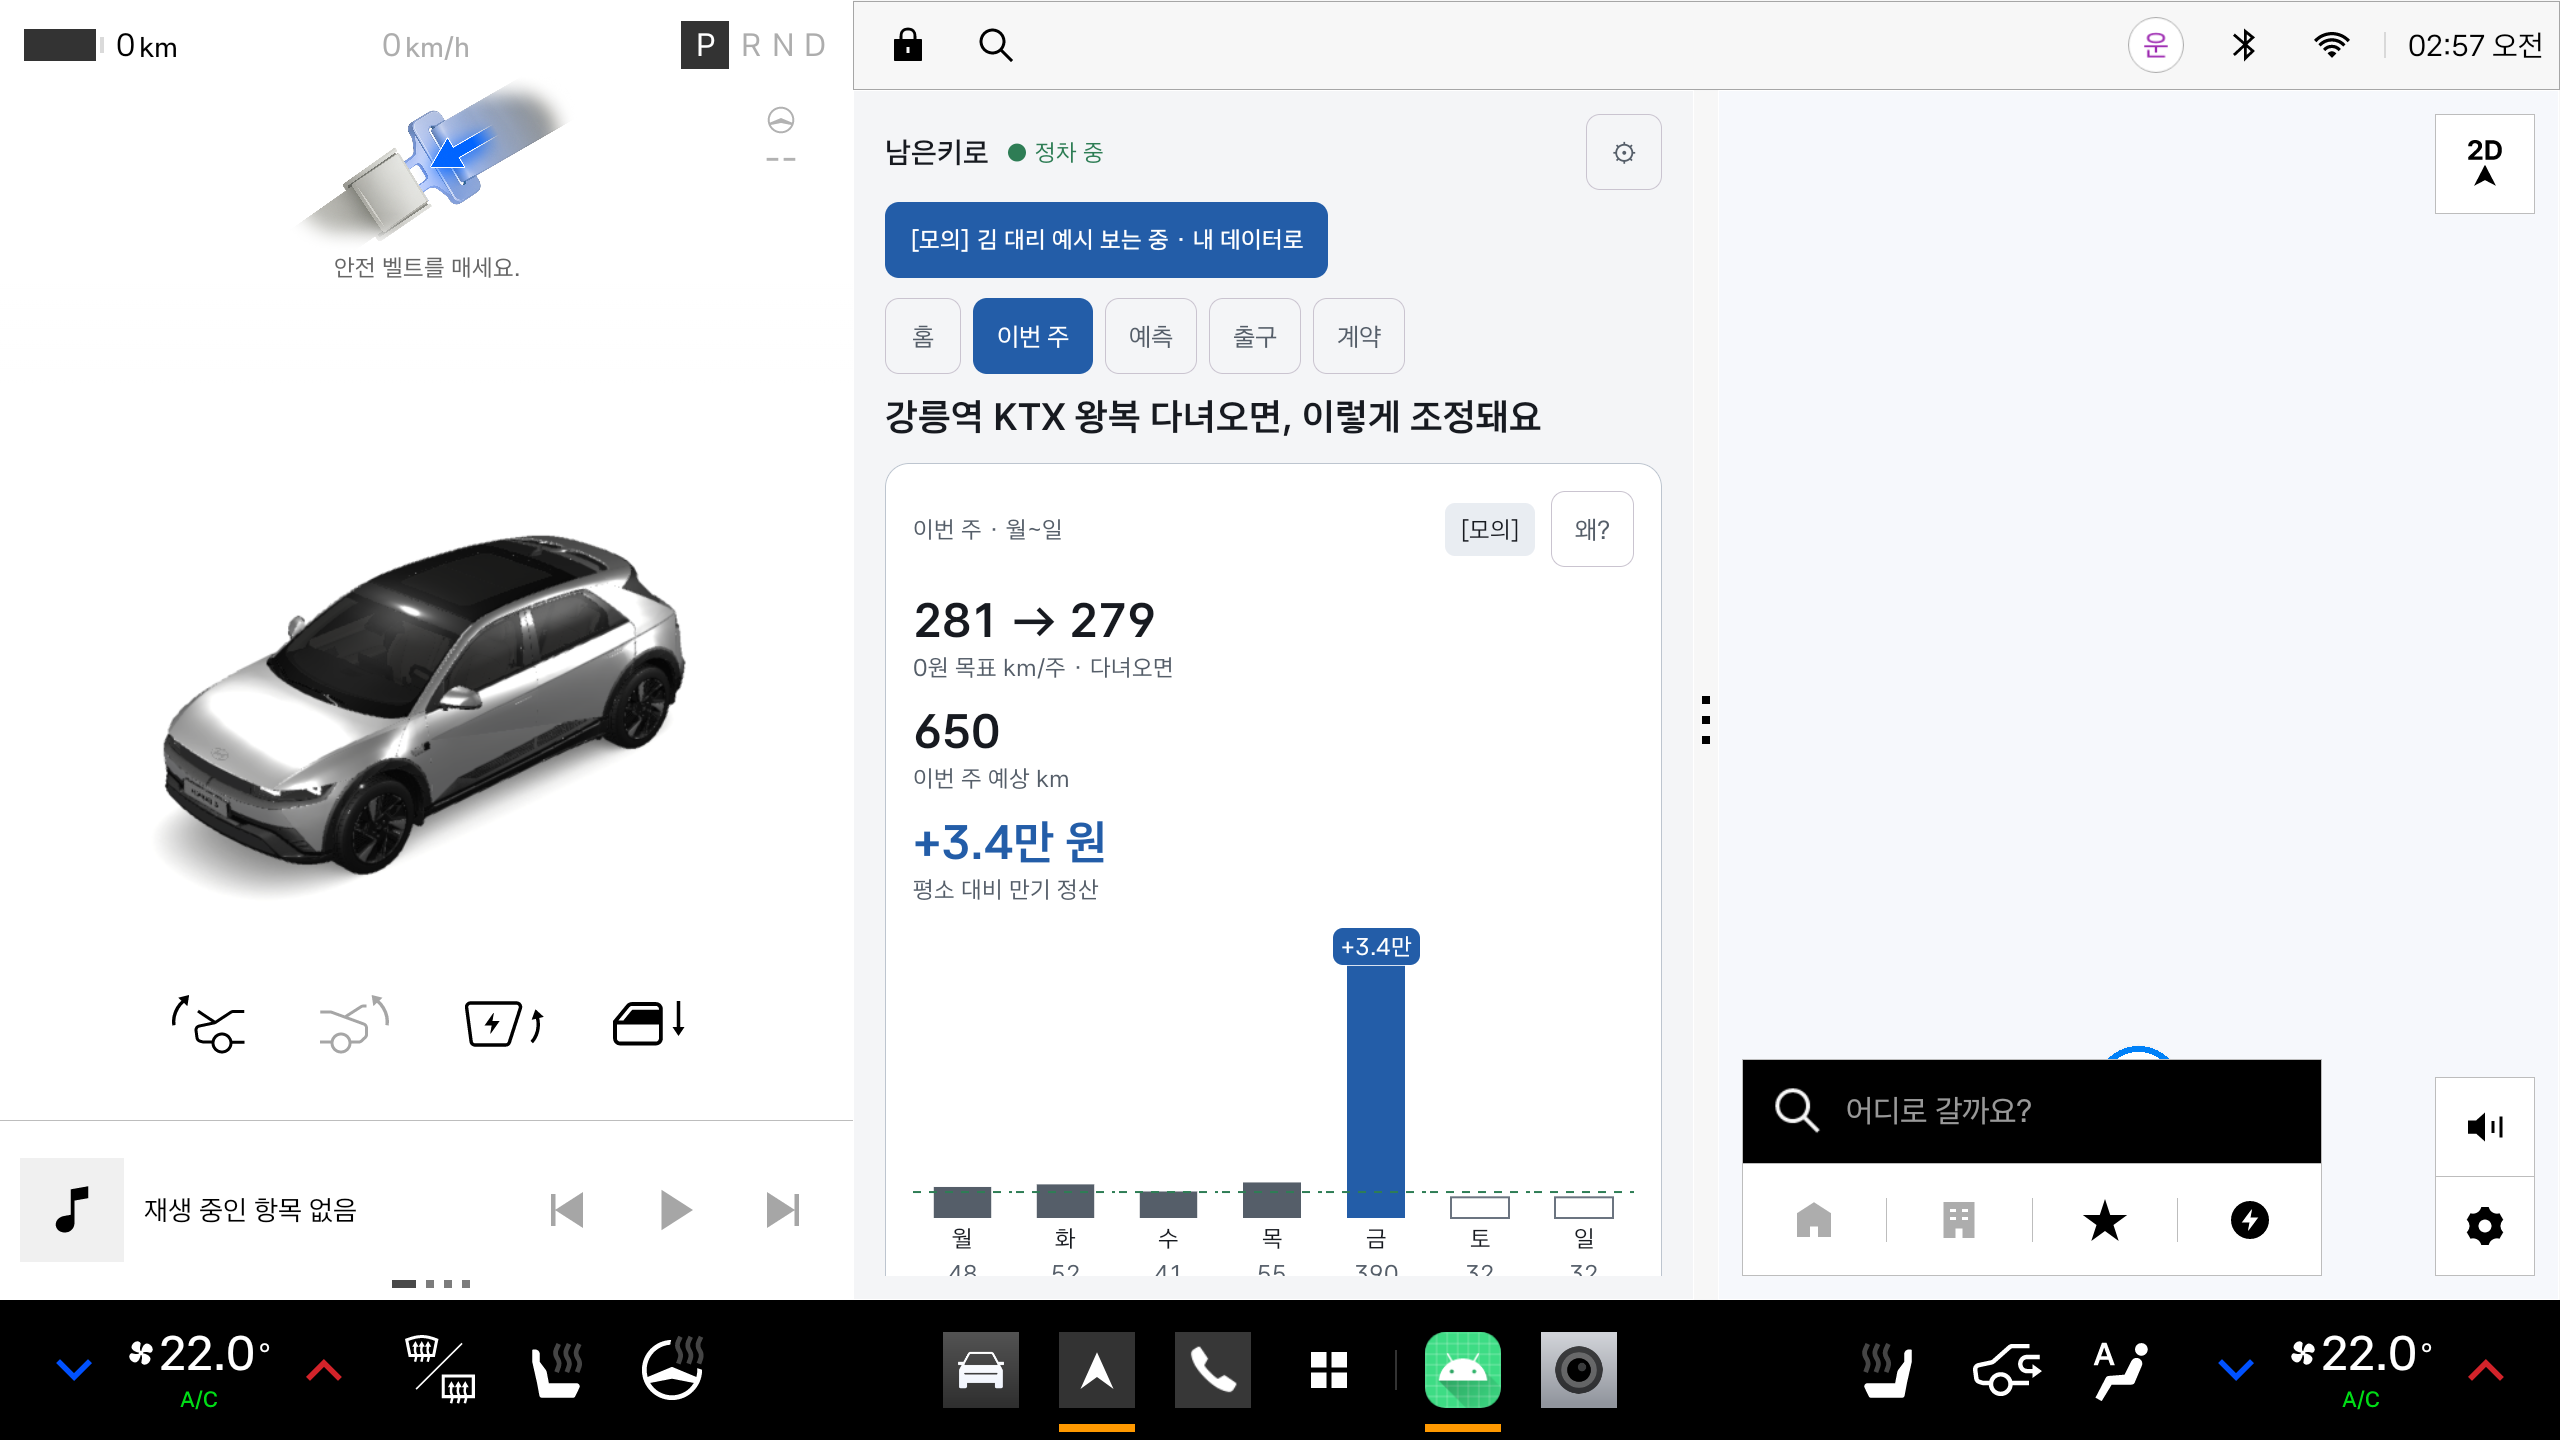 0 km
0 km/h
P R N D
안전 벨트를 매세요.
재생 중인 항목 없음
운
02:57 오전
남은키로
정차 중
[모의] 김 대리 예시 보는 중 · 내 데이터로
홈
이번 주
예측
출구
계약
강릉역 KTX 왕복 다녀오면, 이렇게 조정돼요
이번 주 · 월~일
[모의]
왜?
281 → 279
0원 목표 km/주 · 다녀오면
650
이번 주 예상 km
+3.4만 원
평소 대비 만기 정산
+3.4만
월 화 수 목 금 토 일
48 52 41 55 390 32 32
2D
어디로 갈까요?
22.0°
A/C
A
22.0°
A/C